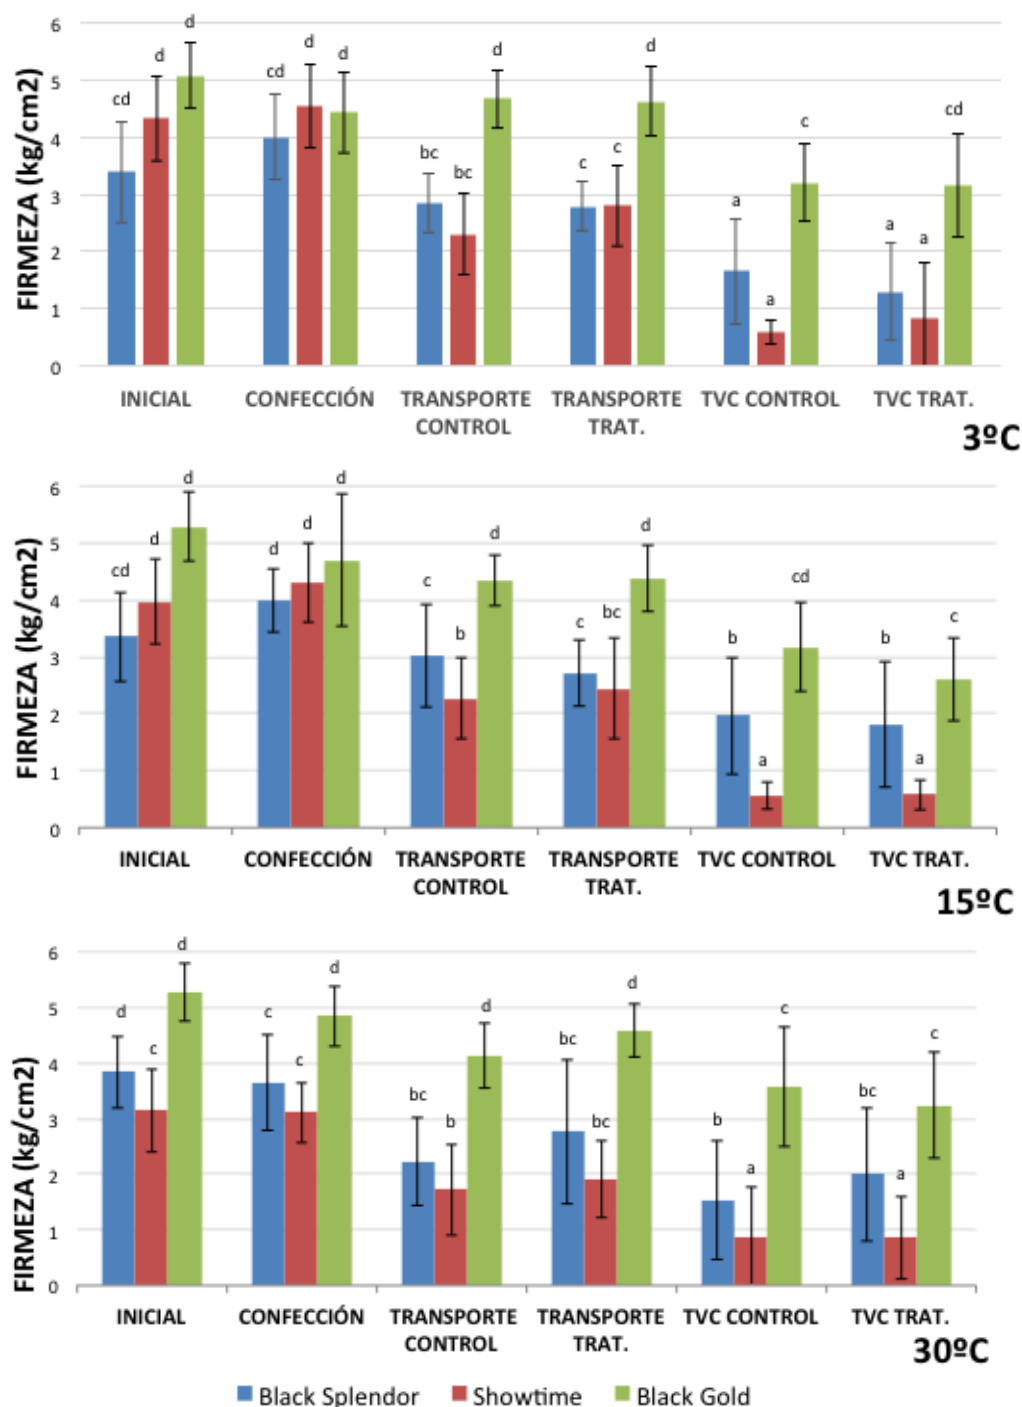 6
5
4
3
2
1
0
FIRMEZA (kg/cm2)
cd d d
cd d d
bc bc d
c c d
a a c
a a cd
INICIAL CONFECCIÓN TRANSPORTE CONTROL TRANSPORTE TRAT. TVC CONTROL TVC TRAT.
3ºC
6
5
4
3
2
1
0
FIRMEZA (kg/cm2)
cd d d
d d d
c b d
c bc d
b a cd
b a c
INICIAL CONFECCIÓN TRANSPORTE CONTROL TRANSPORTE TRAT. TVC CONTROL TVC TRAT.
15ºC
6
5
4
3
2
1
0
FIRMEZA (kg/cm2)
d c d
c c d
bc b d
bc bc d
b a c
bc a c
INICIAL CONFECCIÓN TRANSPORTE CONTROL TRANSPORTE TRAT. TVC CONTROL TVC TRAT.
30ºC
Black Splendor Showtime Black Gold